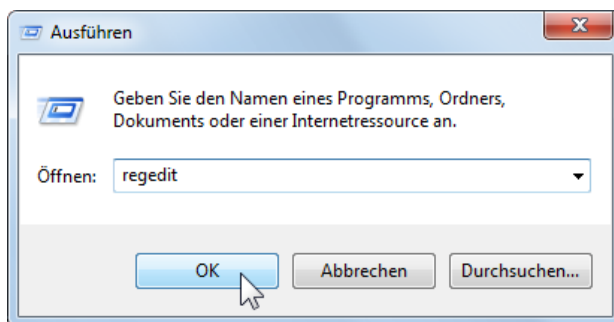 Ausführen
Geben Sie den Namen eines Programms, Ordners,
Dokuments oder einer Internetressource an.
Öffnen: regedit
OK Abbrechen Durchsuchen...